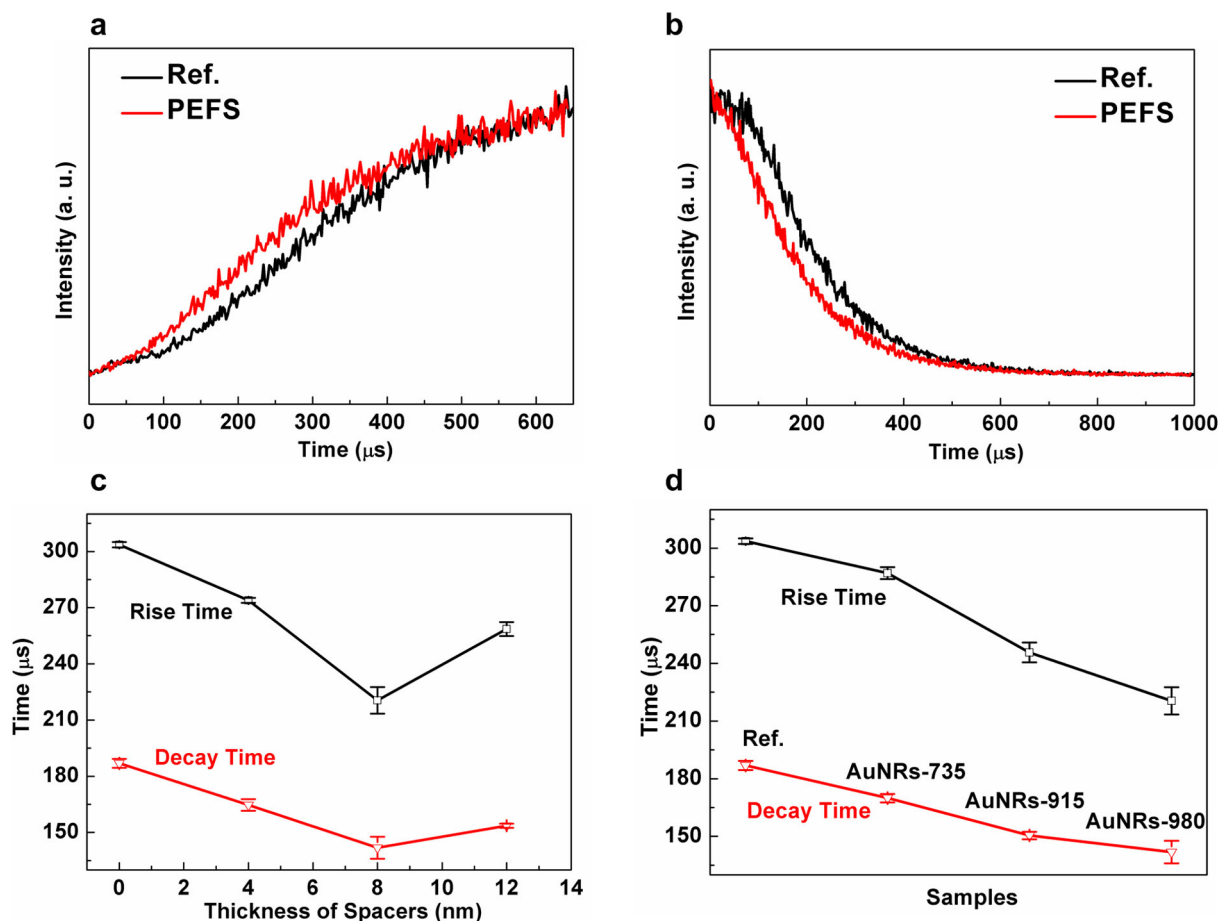 a
Ref.
PEFS
Intensity (a. u.)
0 100 200 300 400 500 600
Time (μs)
b
Ref.
PEFS
Intensity (a. u.)
0 200 400 600 800 1000
Time (μs)
c
300
270
240
210
180
150
Time (μs)
Rise Time
Decay Time
0 2 4 6 8 10 12 14
Thickness of Spacers (nm)
d
300
270
240
210
180
150
Time (μs)
Rise Time
Ref.
AuNRs-735
AuNRs-915
AuNRs-980
Decay Time
Samples